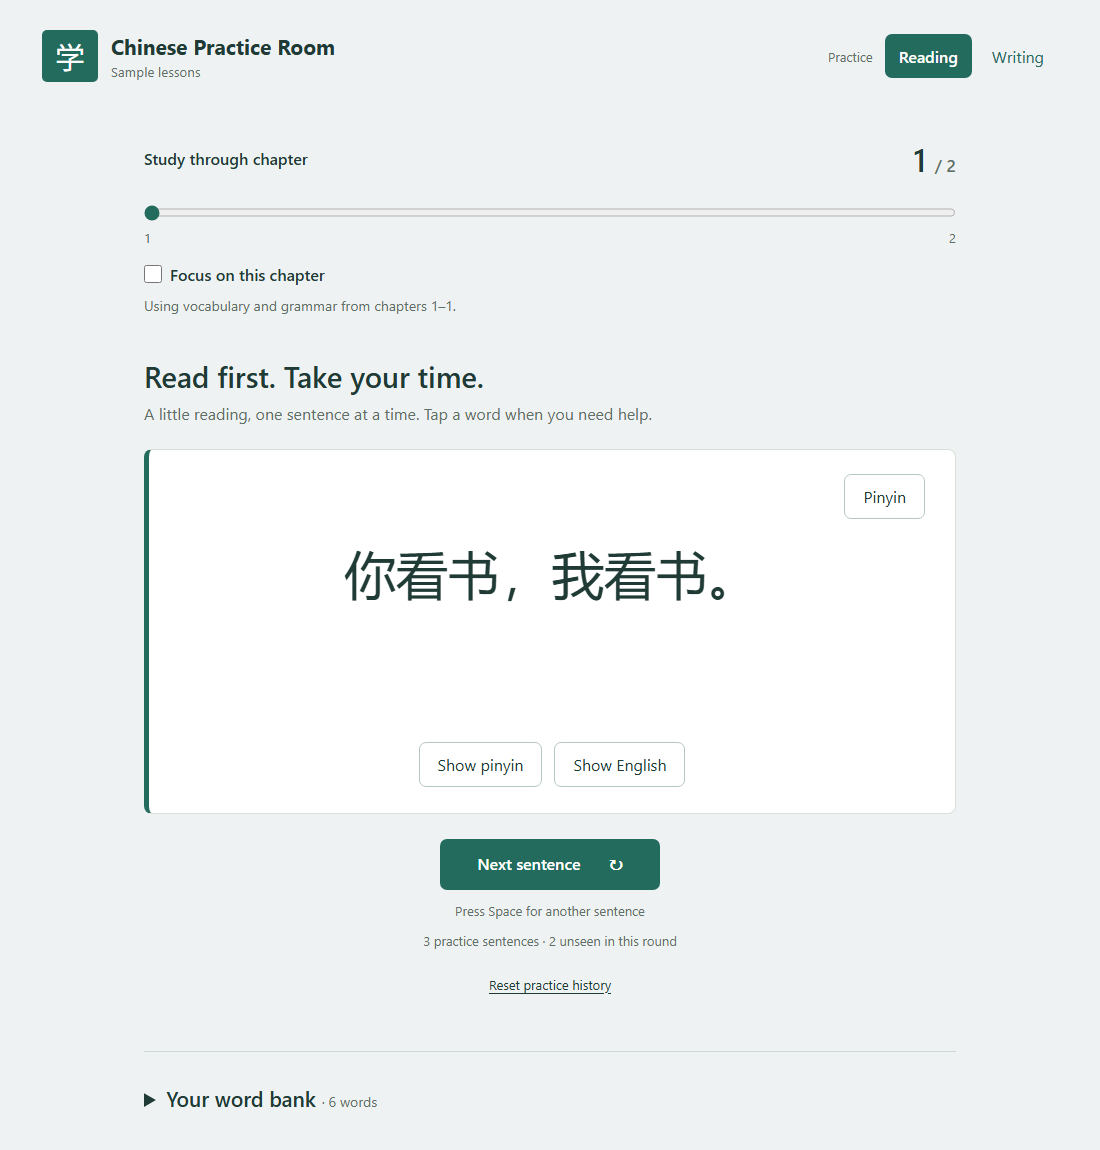 学
Chinese Practice Room
Sample lessons
Practice
Reading
Writing
Study through chapter
1 / 2
1
2
Focus on this chapter
Using vocabulary and grammar from chapters 1–1.
Read first. Take your time.
A little reading, one sentence at a time. Tap a word when you need help.
Pinyin
你看书，我看书。
Show pinyin
Show English
Next sentence ↻
Press Space for another sentence
3 practice sentences · 2 unseen in this round
Reset practice history
Your word bank · 6 words